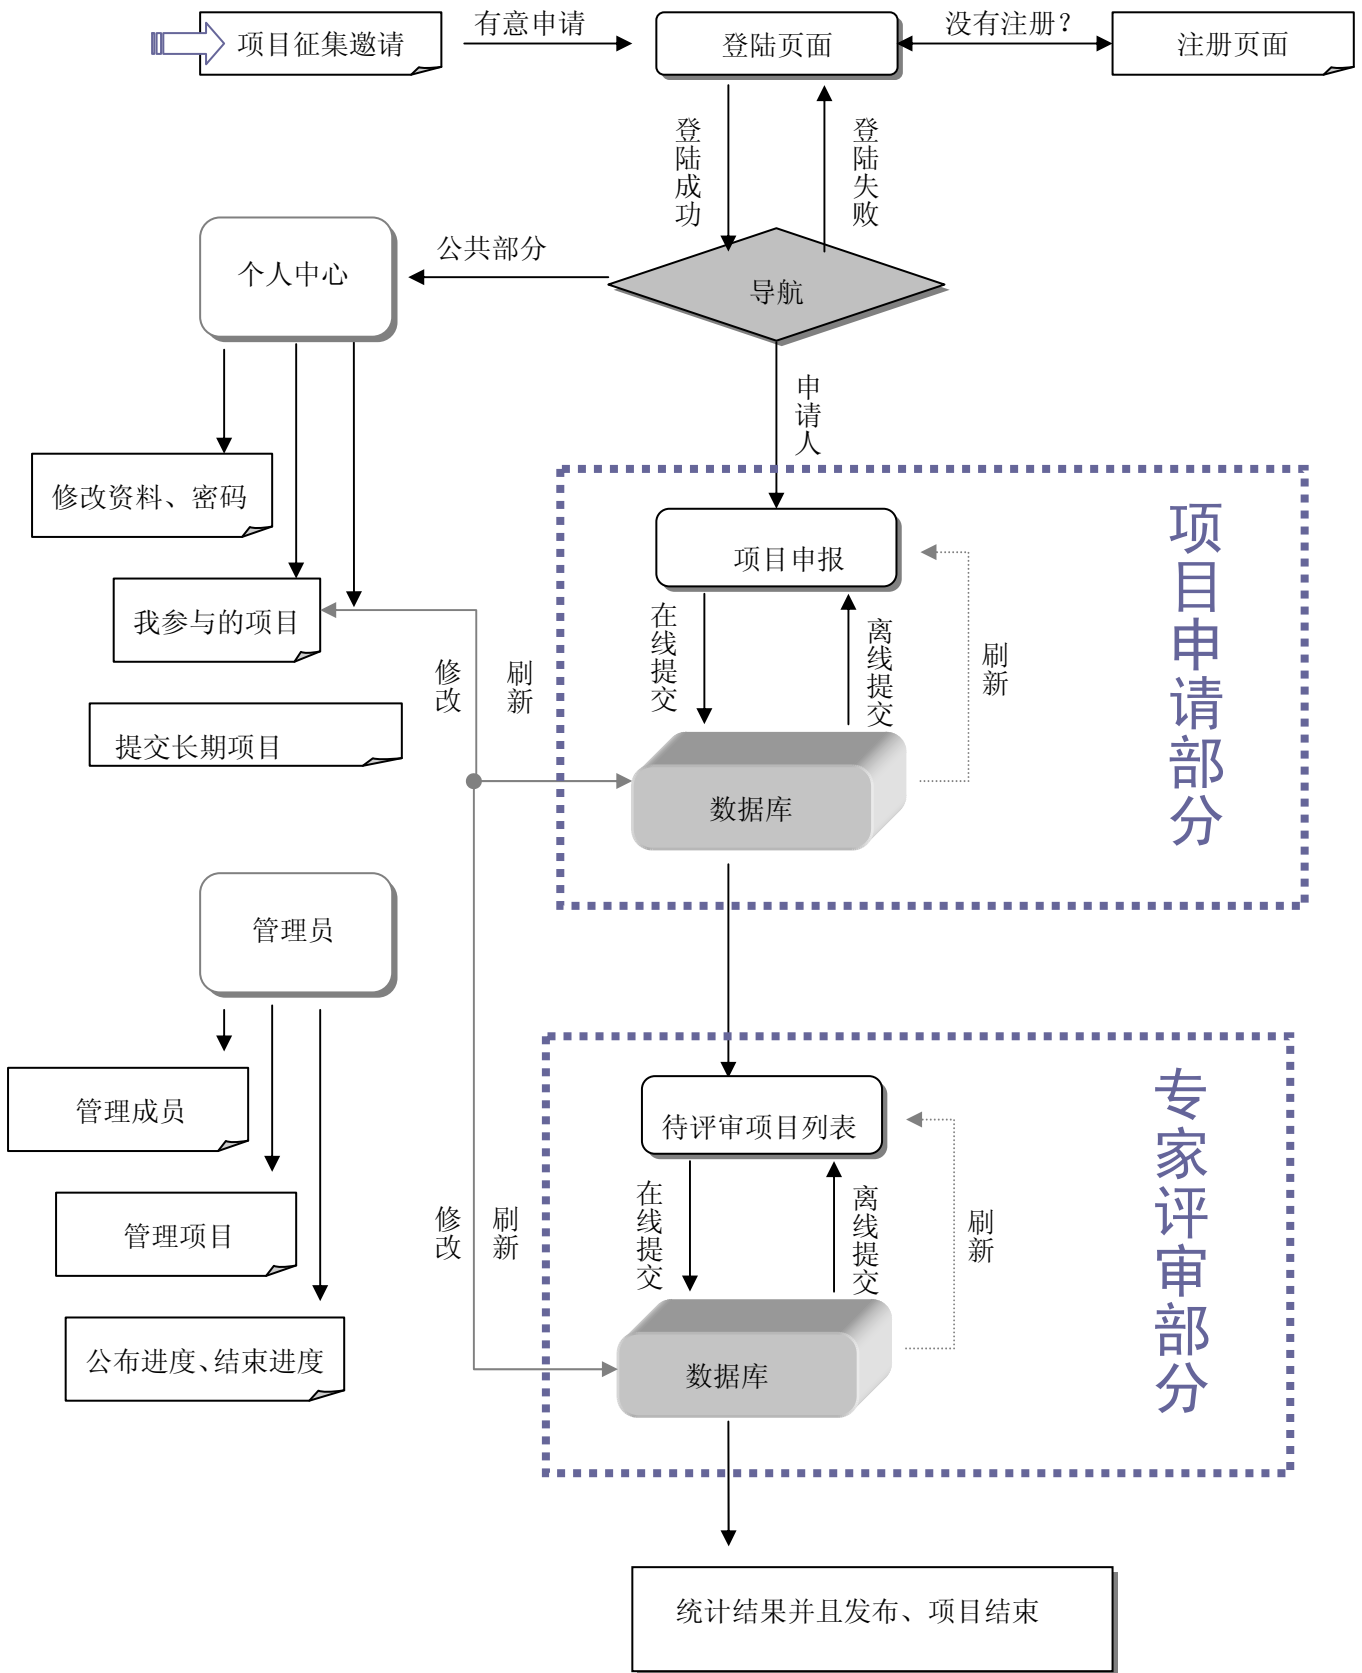 项目征集邀请
有意申请
登陆页面
没有注册？
注册页面
登陆成功
登陆失败
个人中心
公共部分
导航
申请人
修改资料、密码
我参与的项目
提交长期项目
修改
刷新
项目申报
在线提交
离线提交
刷新
数据库
项目申请部分
管理员
管理成员
管理项目
公布进度、结束进度
修改
刷新
待评审项目列表
在线提交
离线提交
刷新
数据库
专家评审部分
统计结果并且发布、项目结束